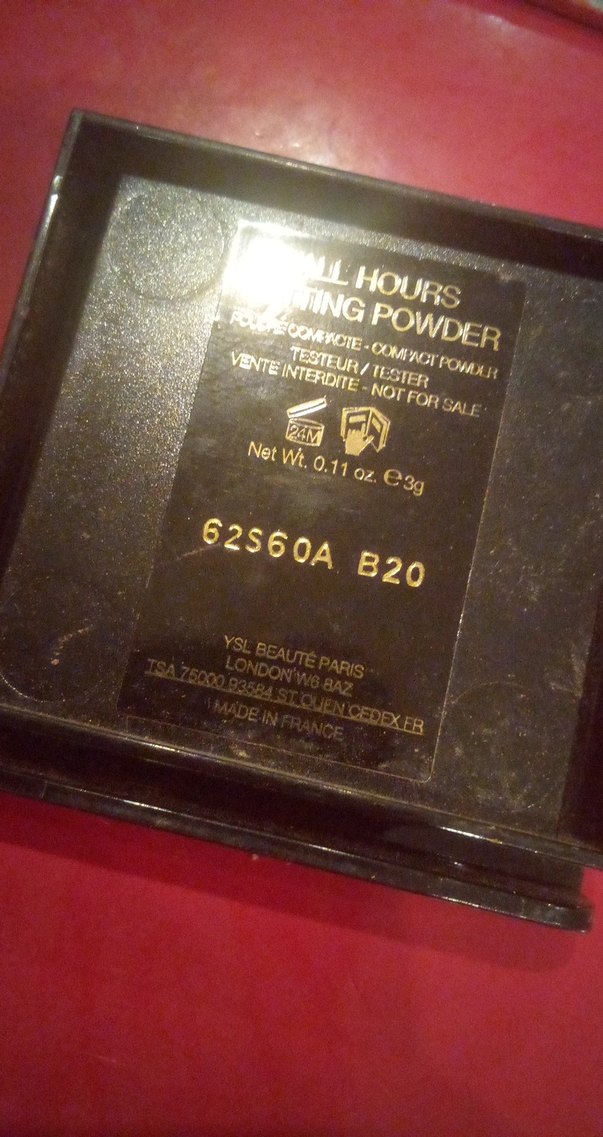 ALL HOURS
SETTING POWDER
POUDRE COMPACTE - COMPACT POWDER
TESTEUR / TESTER
VENTE INTERDITE - NOT FOR SALE
24M
Net Wt. 0.11 oz. ℮ 3g
62S60A B20
YSL BEAUTÉ PARIS
LONDON W6 8AZ
TSA 75000 93584 ST OUEN CEDEX FR
MADE IN FRANCE